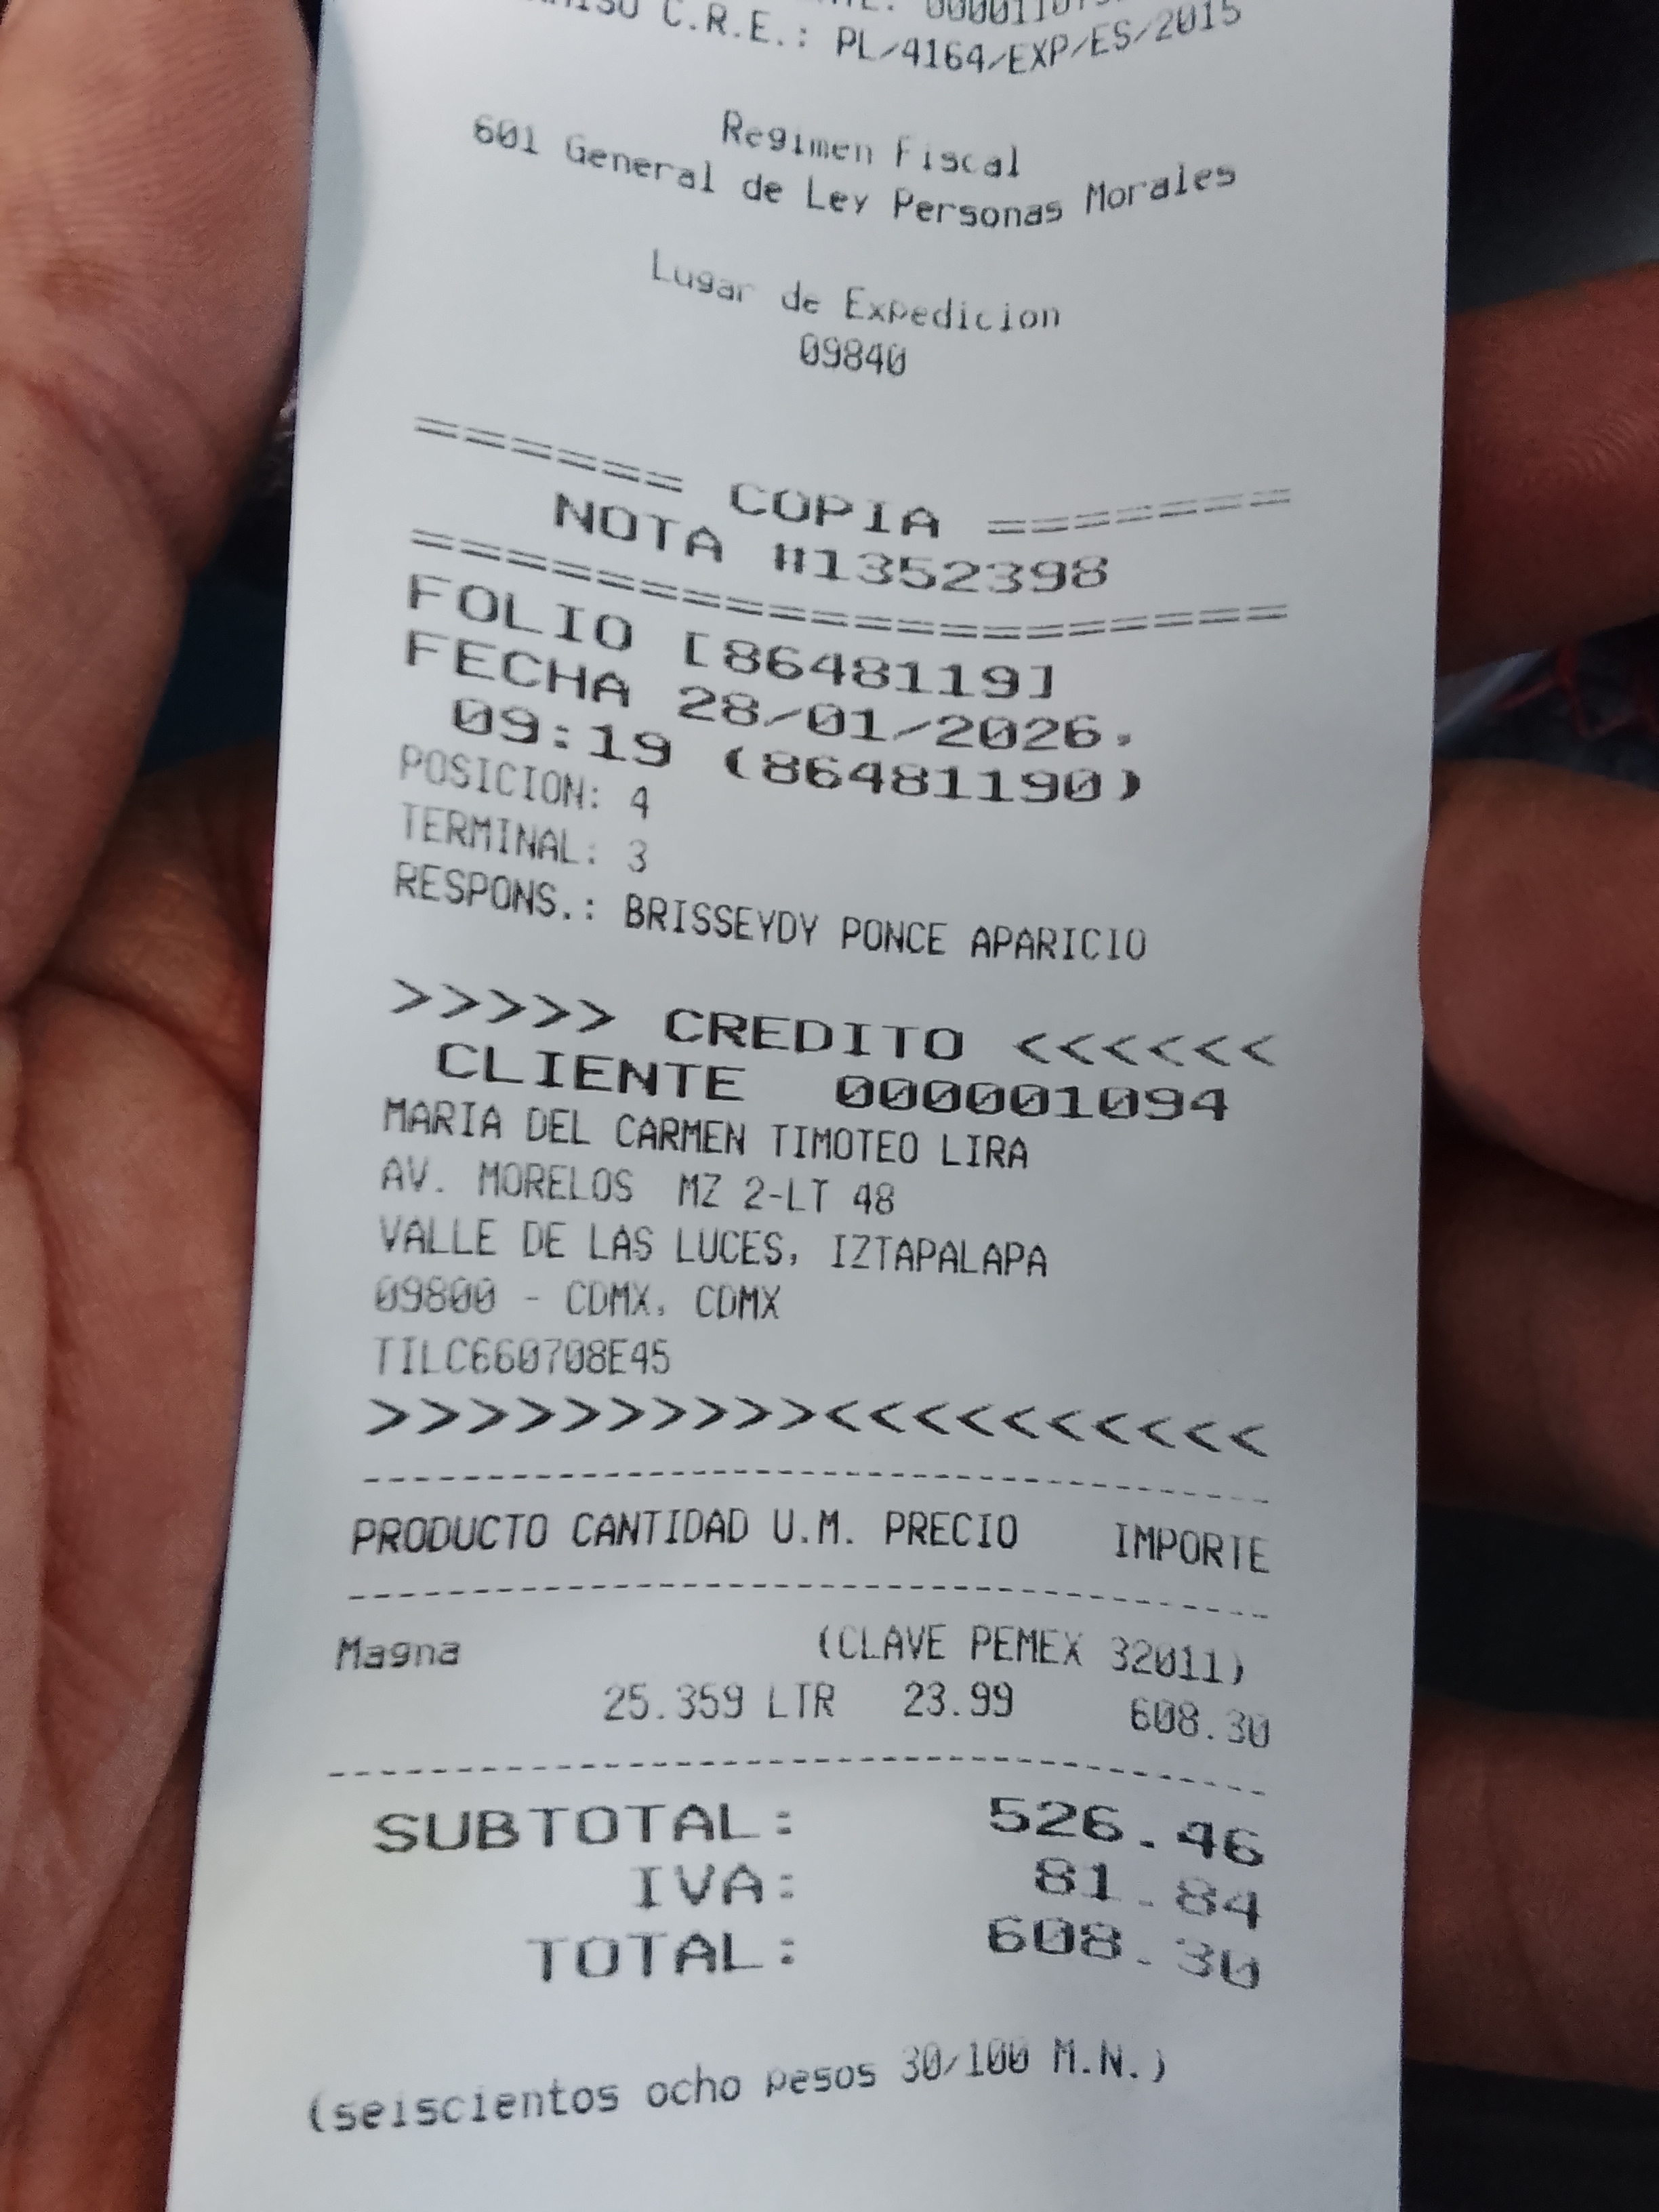 C.R.E.: PL/4164/EXP/ES/2015
Regimen Fiscal
601 General de Ley Personas Morales
Lugar de Expedicion
09840
====== COPIA =======
NOTA #1352398
====================
FOLIO [8648119]
FECHA 28/01/2026,
09:19 (86481190)
POSICION: 4
TERMINAL: 3
RESPONS.: BRISSEYDY PONCE APARICIO
>>>>> CREDITO <<<<<<
CLIENTE 000001094
MARIA DEL CARMEN TIMOTEO LIRA
AV. MORELOS MZ 2-LT 48
VALLE DE LAS LUCES, IZTAPALAPA
09800 - CDMX, CDMX
TILC660708E45
>>>>>>>>>><<<<<<<<<<
----------------------------------------
PRODUCTO CANTIDAD U.M. PRECIO IMPORTE
----------------------------------------
Magna (CLAVE PEMEX 32011)
25.359 LTR 23.99 608.30
----------------------------------------
SUBTOTAL: 526.46
IVA: 81.84
TOTAL: 608.30
(seiscientos ocho pesos 30/100 M.N.)